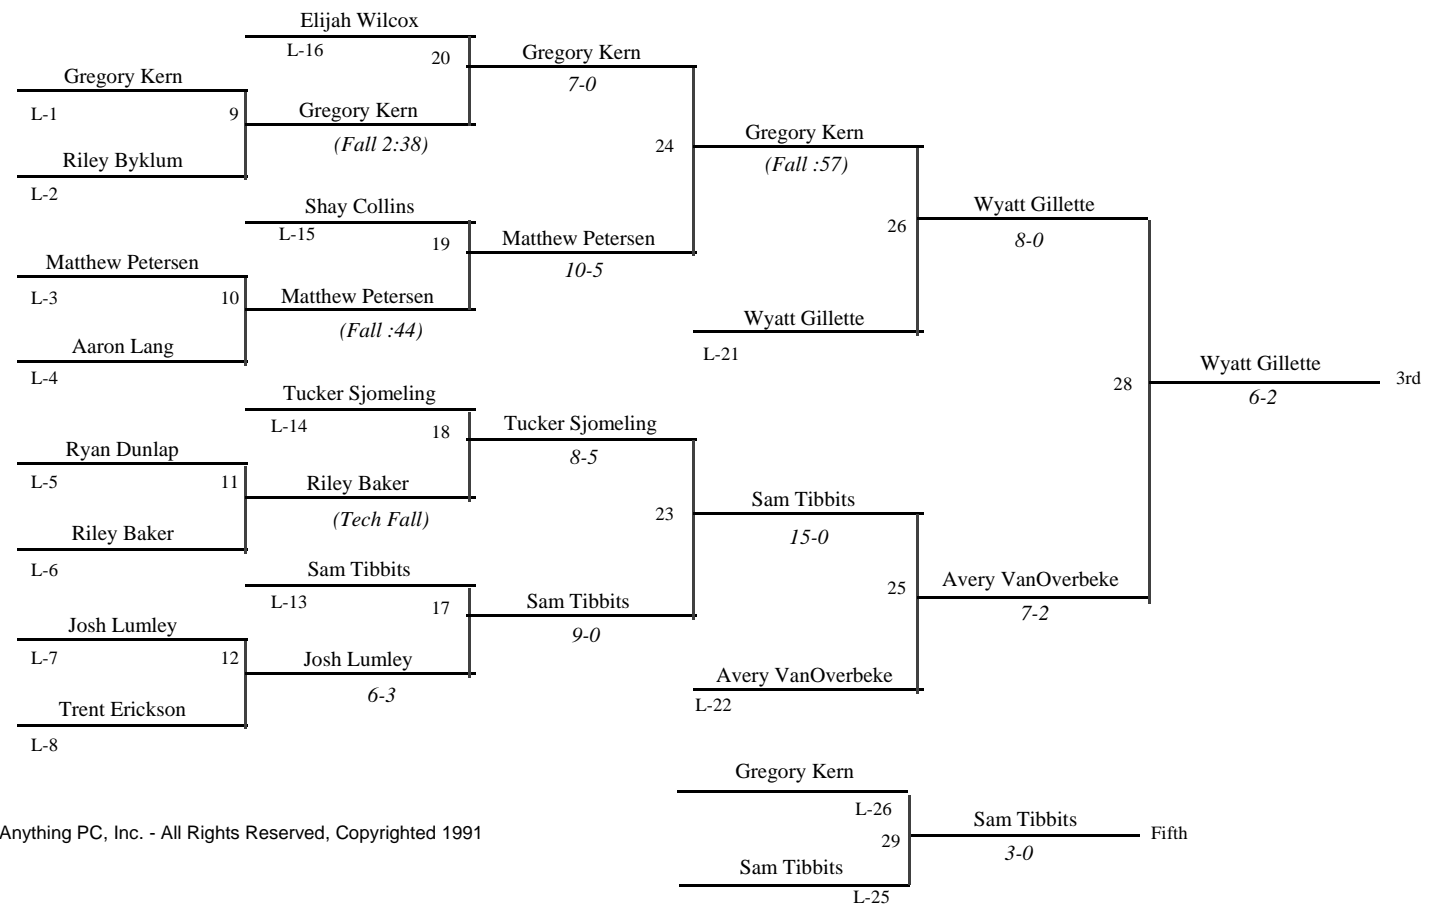 Elijah Wilcox
L-16
20
Gregory Kern
7-0
Gregory Kern
L-1
9
Gregory Kern
(Fall 2:38)
Riley Byklum
L-2
24
Gregory Kern
(Fall :57)
Shay Collins
L-15
19
Matthew Petersen
10-5
Matthew Petersen
L-3
10
Matthew Petersen
(Fall :44)
Aaron Lang
L-4
26
Wyatt Gillette
8-0
Wyatt Gillette
L-21
28
Wyatt Gillette
6-2
3rd
Tucker Sjomeling
L-14
18
Tucker Sjomeling
8-5
Ryan Dunlap
L-5
11
Riley Baker
(Tech Fall)
Riley Baker
L-6
23
Sam Tibbits
15-0
Sam Tibbits
L-13
17
Sam Tibbits
9-0
Josh Lumley
L-7
12
Josh Lumley
6-3
Trent Erickson
L-8
25
Avery VanOverbeke
7-2
Avery VanOverbeke
L-22
Gregory Kern
L-26
29
Sam Tibbits
3-0
Fifth
Sam Tibbits
L-25
Anything PC, Inc. - All Rights Reserved, Copyrighted 1991